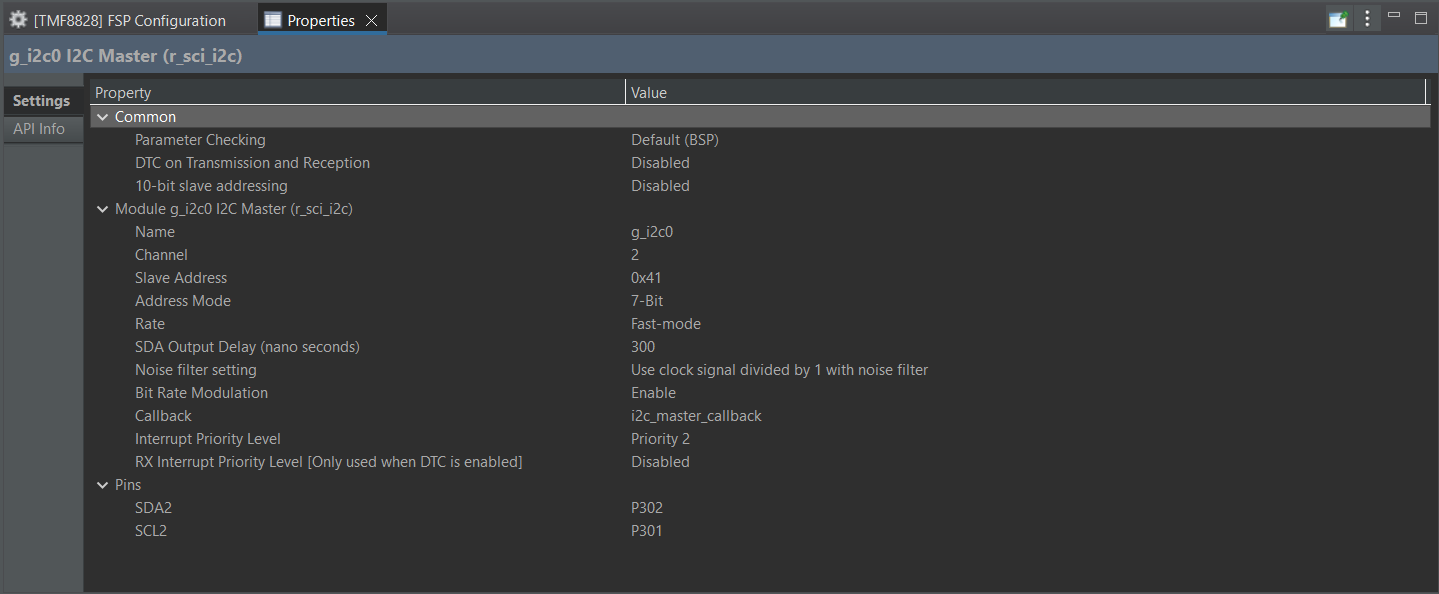 [TMF8828] FSP Configuration Properties
g_i2c0 I2C Master (r_sci_i2c)
Settings
API Info
Property Value
Common
Parameter Checking Default (BSP)
DTC on Transmission and Reception Disabled
10-bit slave addressing Disabled
Module g_i2c0 I2C Master (r_sci_i2c)
Name g_i2c0
Channel 2
Slave Address 0x41
Address Mode 7-Bit
Rate Fast-mode
SDA Output Delay (nano seconds) 300
Noise filter setting Use clock signal divided by 1 with noise filter
Bit Rate Modulation Enable
Callback i2c_master_callback
Interrupt Priority Level Priority 2
RX Interrupt Priority Level [Only used when DTC is enabled] Disabled
Pins
SDA2 P302
SCL2 P301